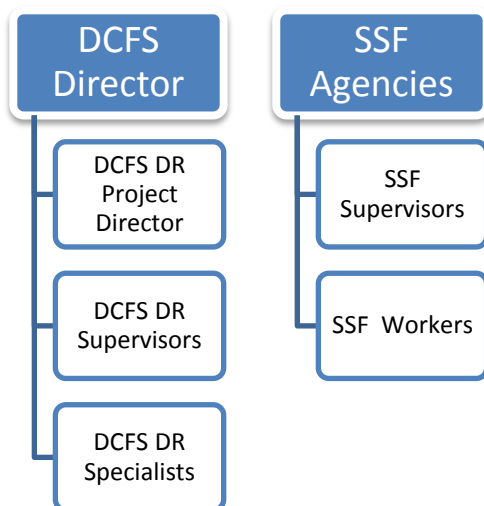 DCFS
Director
DCFS DR
Project
Director
DCFS DR
Supervisors
DCFS DR
Specialists
SSF
Agencies
SSF
Supervisors
SSF Workers